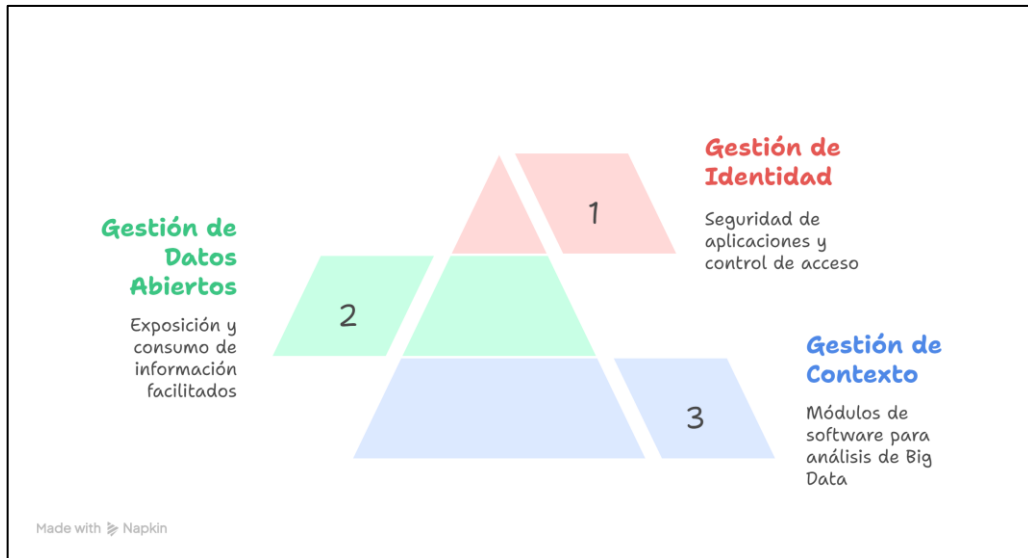 Gestión de
Identidad
1
Seguridad de
aplicaciones y
control de acceso
Gestión de
Datos
Abiertos
2
Exposición y
consumo de
información
facilitados
Gestión de
Contexto
3
Módulos de
software para
análisis de Big
Data
Made with Napkin